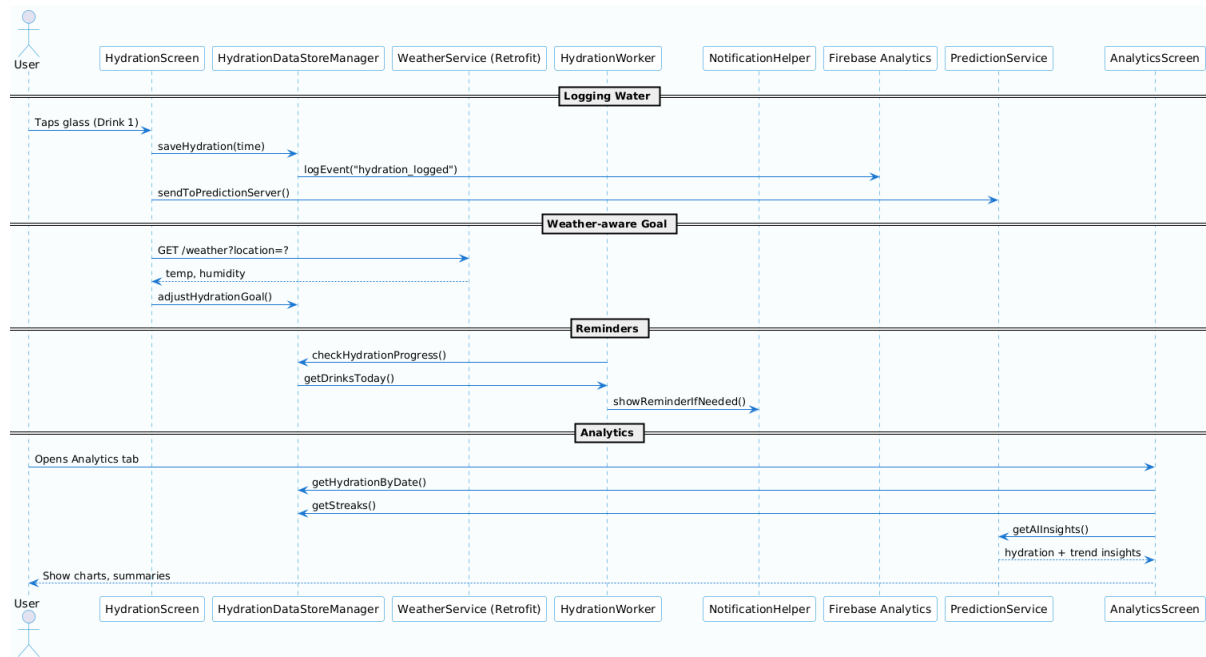 User
HydrationScreen
HydrationDataStoreManager
WeatherService (Retrofit)
HydrationWorker
NotificationHelper
Firebase Analytics
PredictionService
AnalyticsScreen
Logging Water
Taps glass (Drink 1)
saveHydration(time)
logEvent("hydration_logged")
sendToPredictionServer()
Weather-aware Goal
GET /weather?location=?
temp, humidity
adjustHydrationGoal()
Reminders
checkHydrationProgress()
getDrinksToday()
showReminderIfNeeded()
Analytics
Opens Analytics tab
getHydrationByDate()
getStreaks()
getAIInsights()
hydration + trend insights
Show charts, summaries
User
HydrationScreen
HydrationDataStoreManager
WeatherService (Retrofit)
HydrationWorker
NotificationHelper
Firebase Analytics
PredictionService
AnalyticsScreen